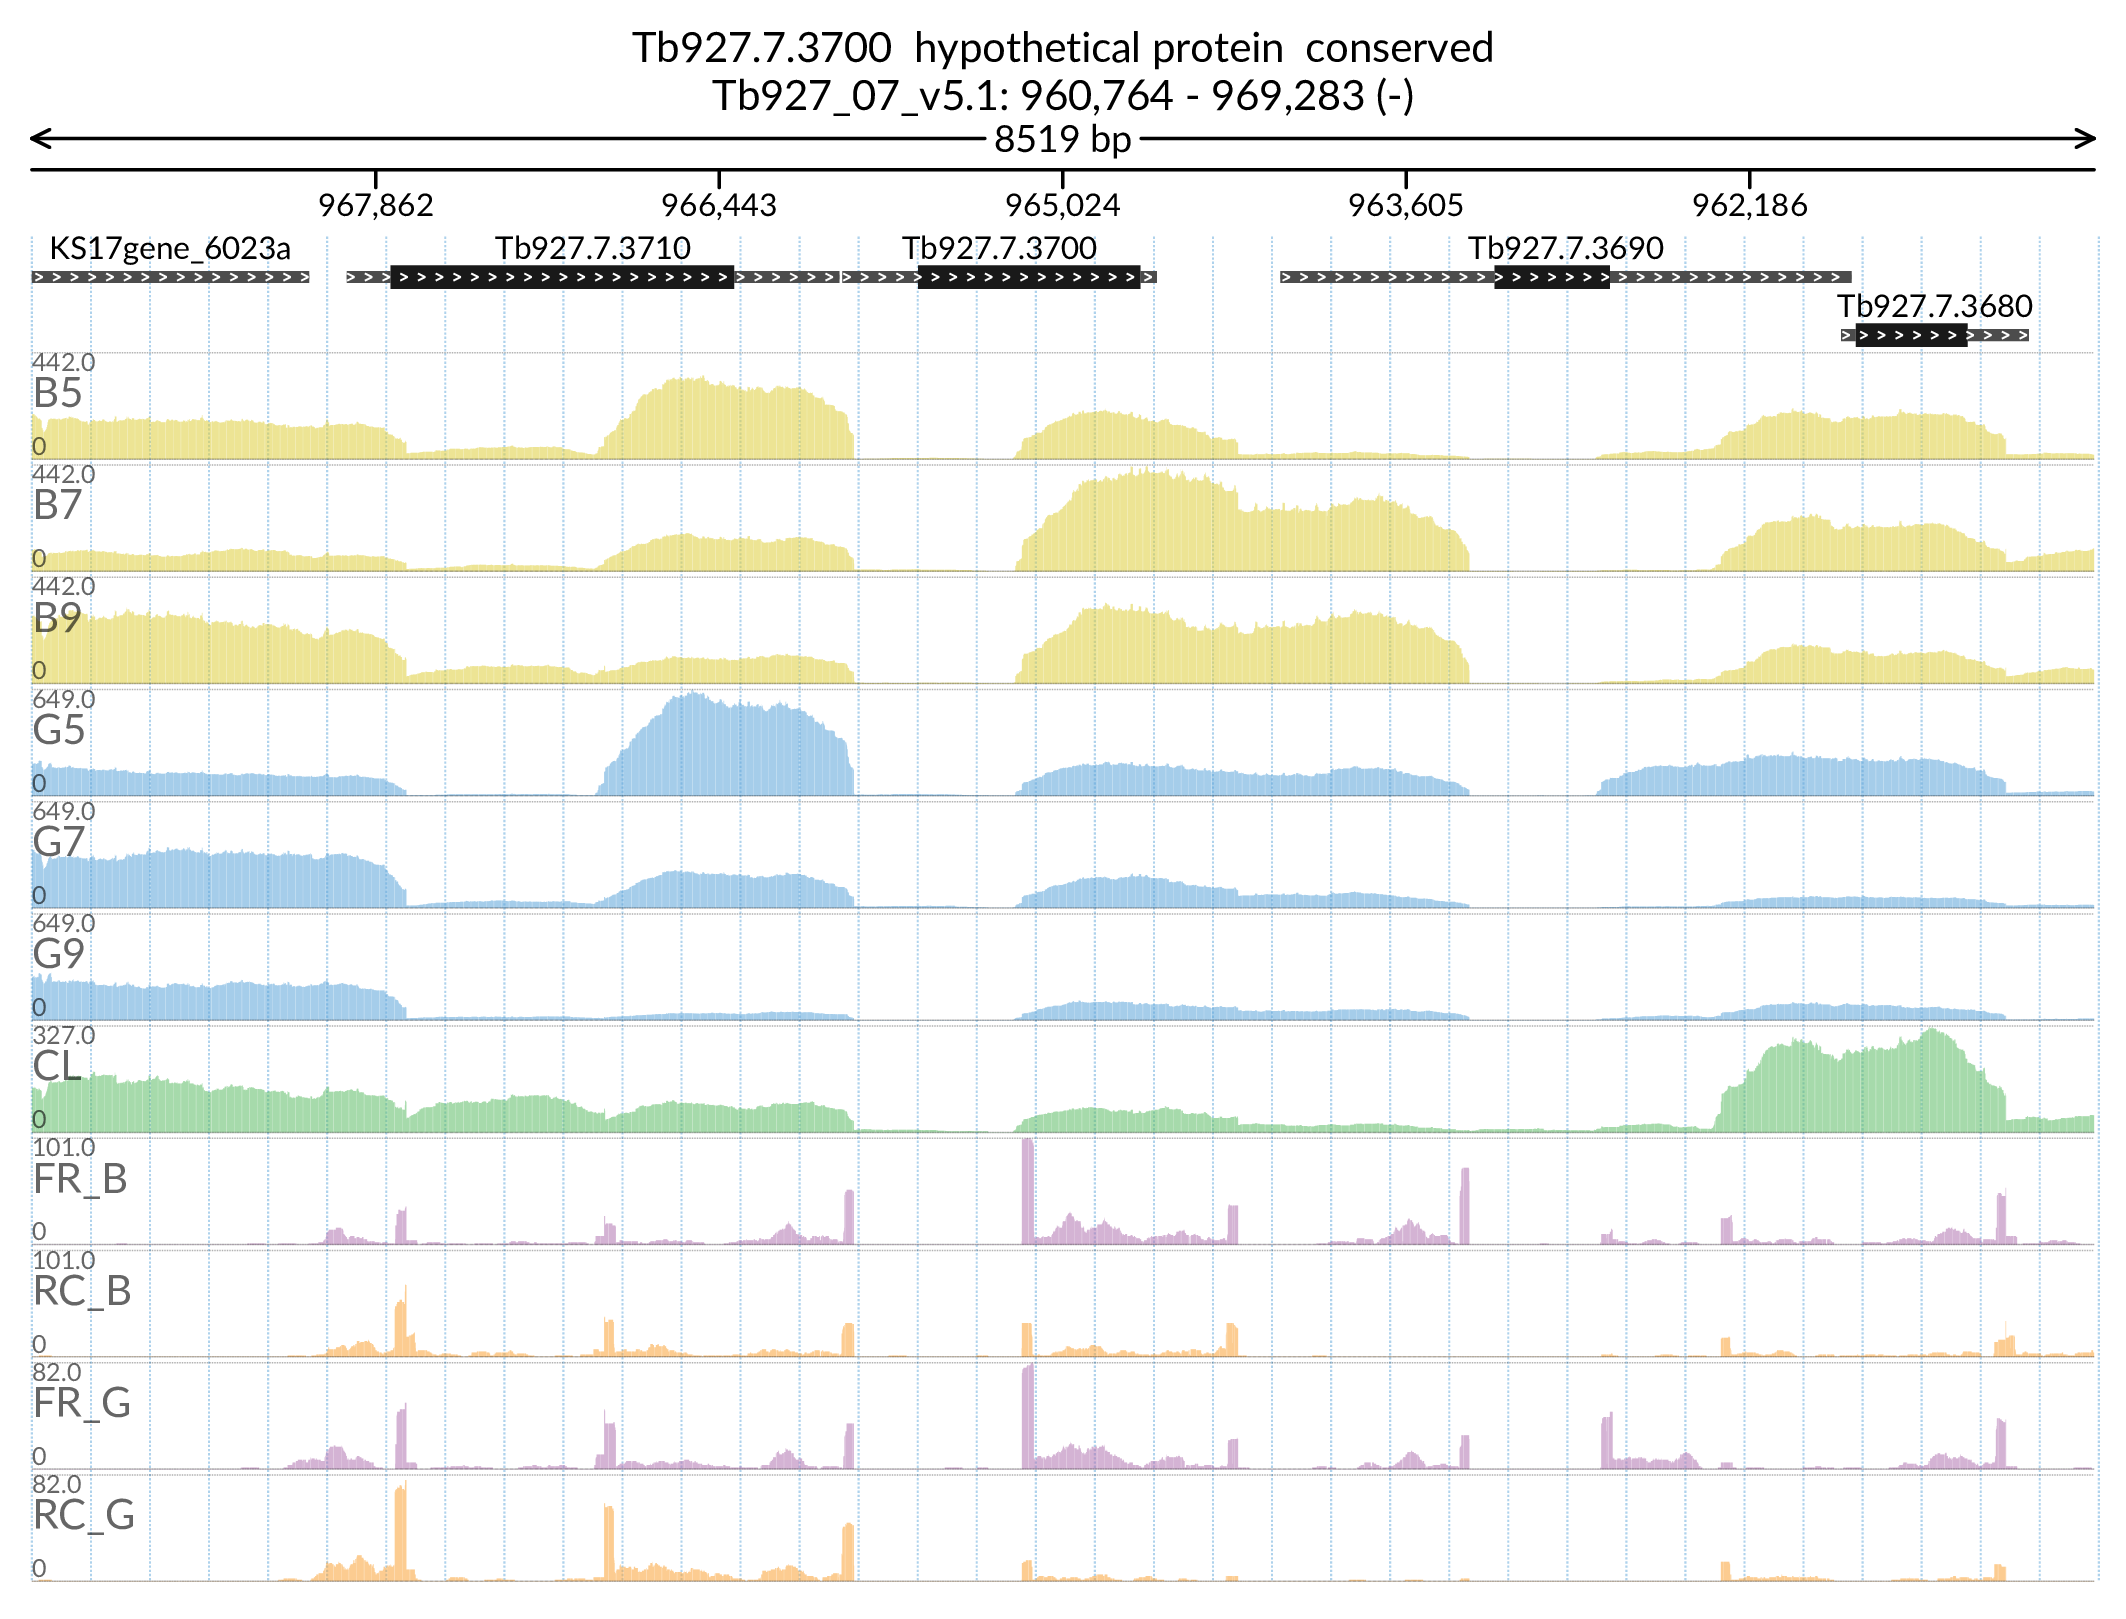 Tb927.7.3700  hypothetical protein  conserved
Tb927_07_v5.1: 960,764 - 969,283 (-)
8519 bp
967,862 966,443 965,024 963,605 962,186
KS17gene_6023a Tb927.7.3710 Tb927.7.3700 Tb927.7.3690
Tb927.7.3680
442.0
B5
0
442.0
B7
0
442.0
B9
0
649.0
G5
0
649.0
G7
0
649.0
G9
0
327.0
CL
0
101.0
FR_B
0
101.0
RC_B
0
82.0
FR_G
0
82.0
RC_G
0